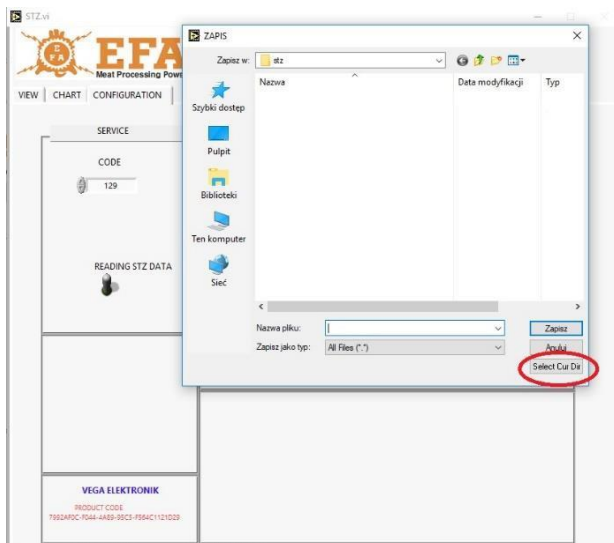 STZ.vi
EFA
Meat Processing Powe
VIEW CHART CONFIGURATION
SERVICE
CODE
129
READING STZ DATA
VEGA ELEKTRONIK
PRODUCT CODE
ZAPIS
Zapisz w: stz
Nazwa Data modyfikacji Typ
Szybki dostęp
Pulpit
Biblioteki
Ten komputer
Sieć
Nazwa pliku: Zapisz
Zapisz jako typ: All Files (*.*) Anuluj
Select Cur Dir